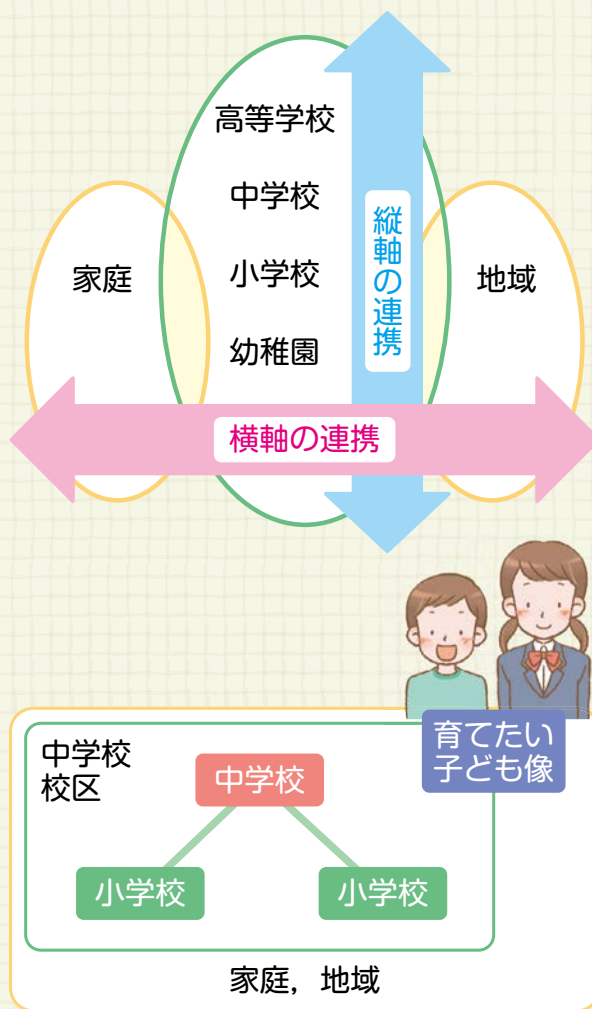 高等学校
中学校
小学校
幼稚園
家庭
地域
縦軸の連携
横軸の連携
育てたい
子ども像
中学校
校区
中学校
小学校
小学校
家庭，地域